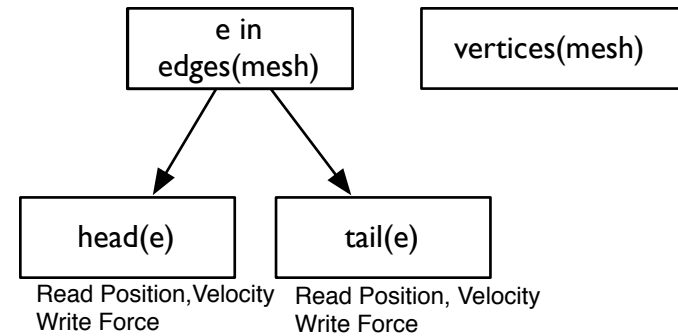 e in
edges(mesh)
vertices(mesh)
head(e)
tail(e)
Read Position,Velocity
Write Force
Read Position, Velocity
Write Force